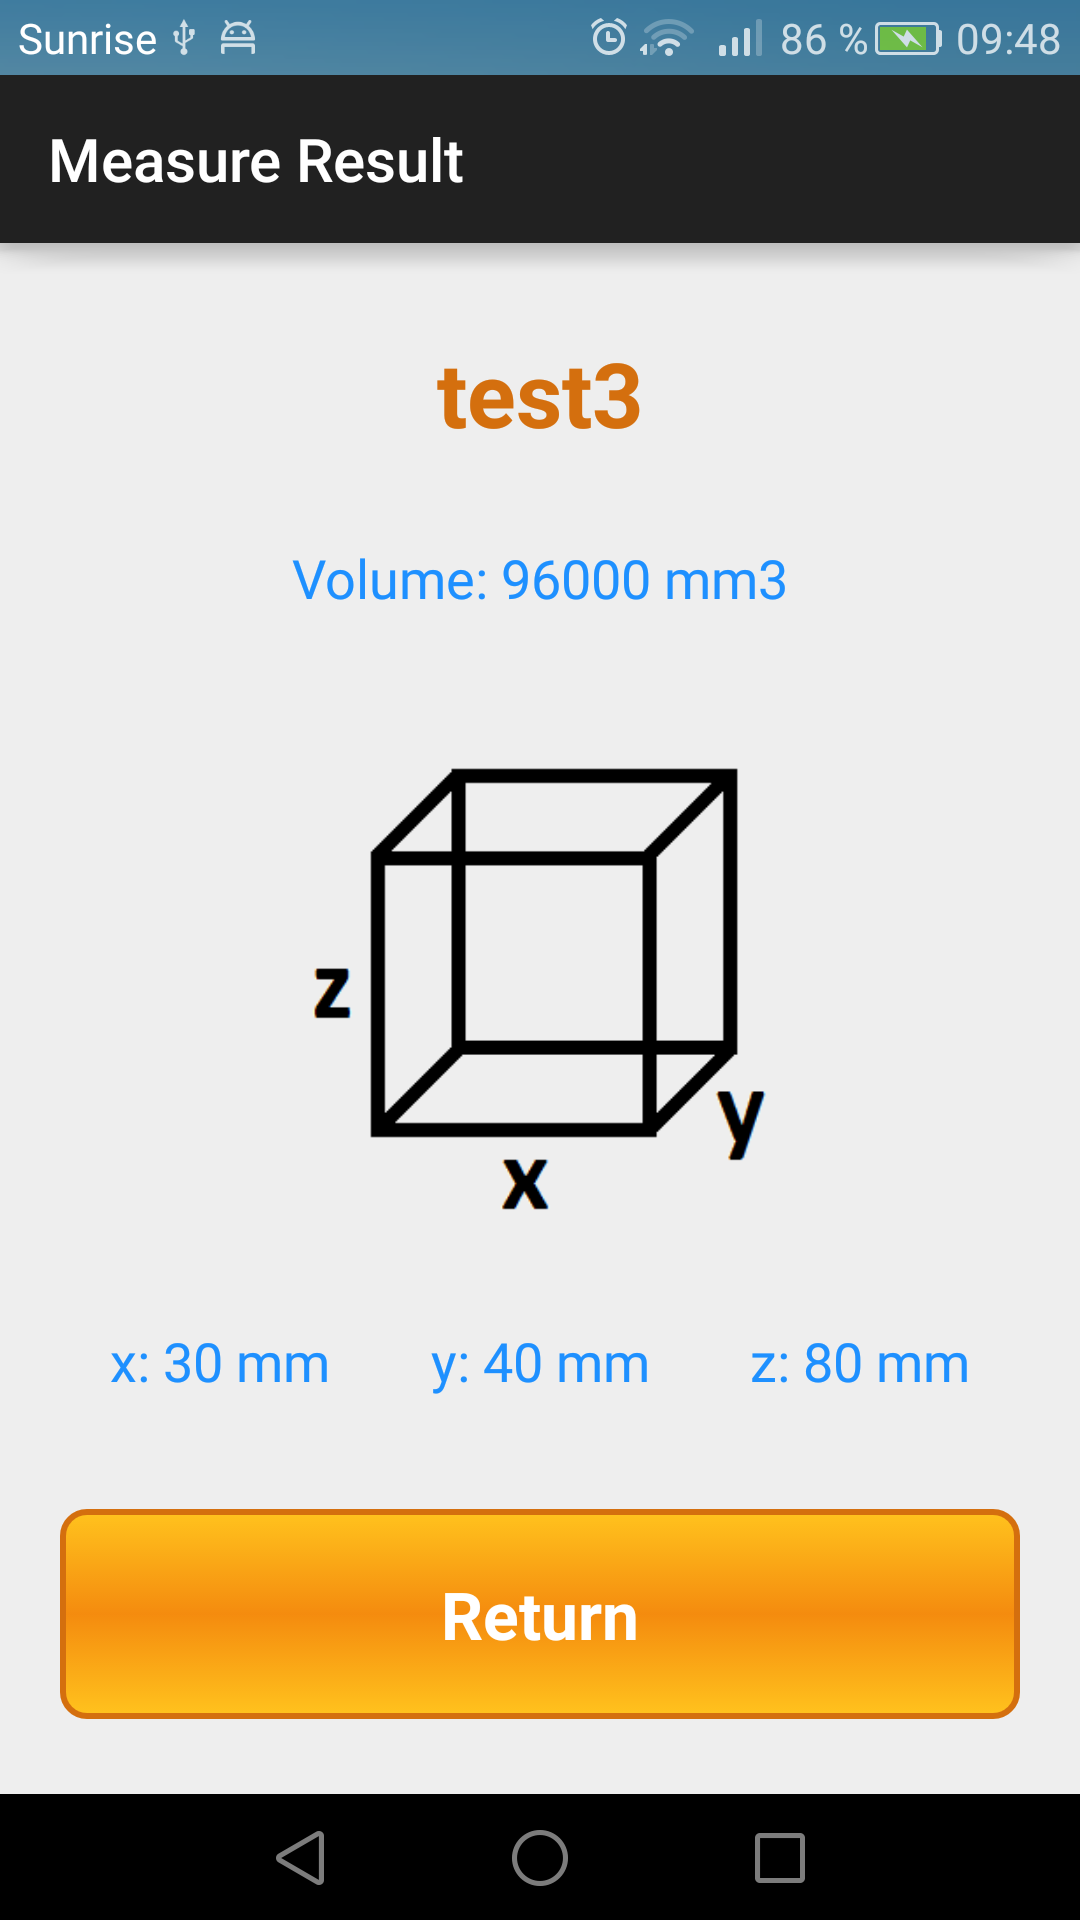 Sunrise 86 % 09:48
Measure Result
test3
Volume: 96000 mm3
z
y
x
x: 30 mm y: 40 mm z: 80 mm
Return